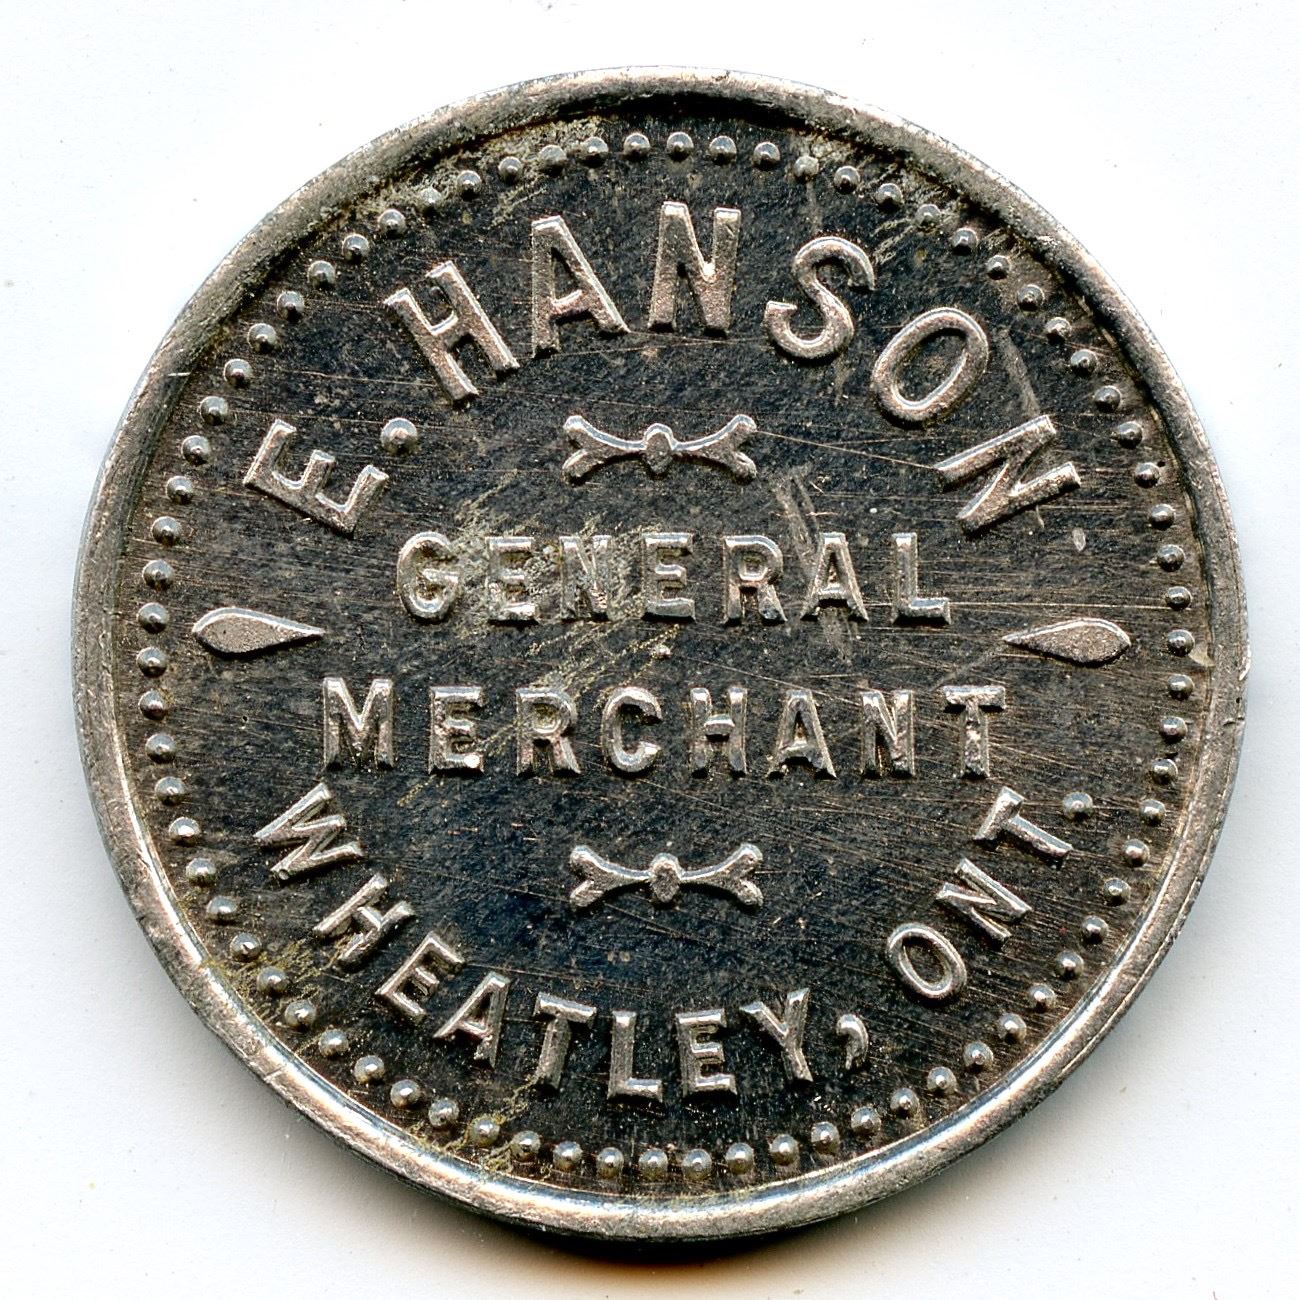 E. HANSON
GENERAL
MERCHANT
WHEATLEY, ONT.